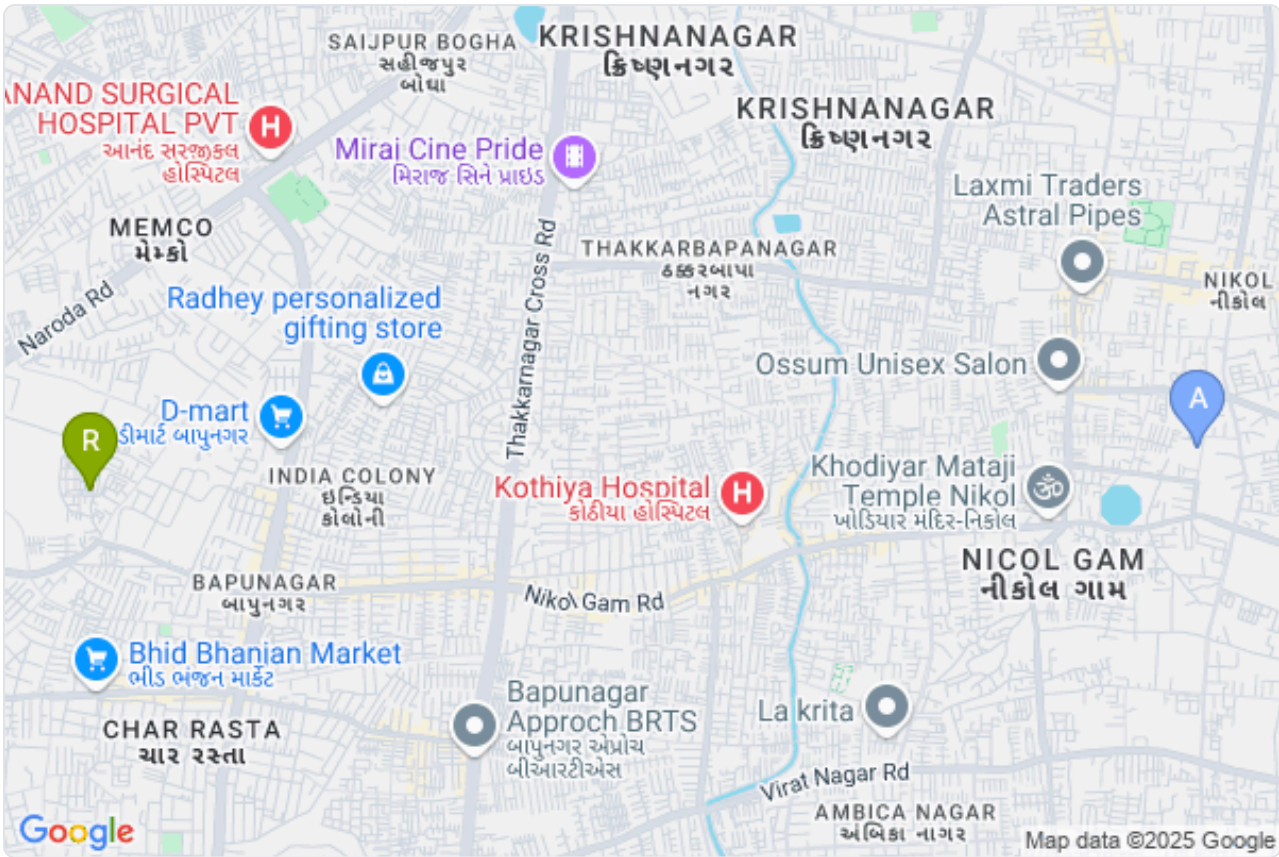 SAIJPUR BOGHA
સહીજપુર
બોઘા
KRISHNANAGAR
ક્રિષ્ણનગર
ANAND SURGICAL
HOSPITAL PVT
આનંદ સરજીકલ
હોસ્પિટલ
H
KRISHNANAGAR
ક્રિષ્ણનગર
Mirai Cine Pride
મિરાજ સિને પ્રાઇડ
Laxmi Traders
Astral Pipes
MEMCO
મેમ્કો
THAKKARBAPANAGAR
ઠક્કરબાપા
નગર
NIKOL
નીકોલ
Naroda Rd
Thakkarnagar Cross Rd
Radhey personalized
gifting store
Ossum Unisex Salon
A
D-mart
ડીમાર્ટ બાપુનગર
R
INDIA COLONY
ઇન્ડિયા
કોલોની
Kothiya Hospital
કોઠીયા હોસ્પિટલ
H
Khodiyar Mataji
Temple Nikol
ખોડિયાર મંદિર-નિકોલ
ૐ
NICOL GAM
નીકોલ ગામ
BAPUNAGAR
બાપુનગર
Nikol Gam Rd
Bhid Bhanjan Market
ભીડ ભંજન માર્કેટ
CHAR RASTA
ચાર રસ્તા
Bapunagar
Approch BRTS
બાપુનગર એપ્રોચ
બીઆરટીએસ
La krita
Virat Nagar Rd
AMBICA NAGAR
અંબિકા નાગર
Google
Map data ©2025 Google